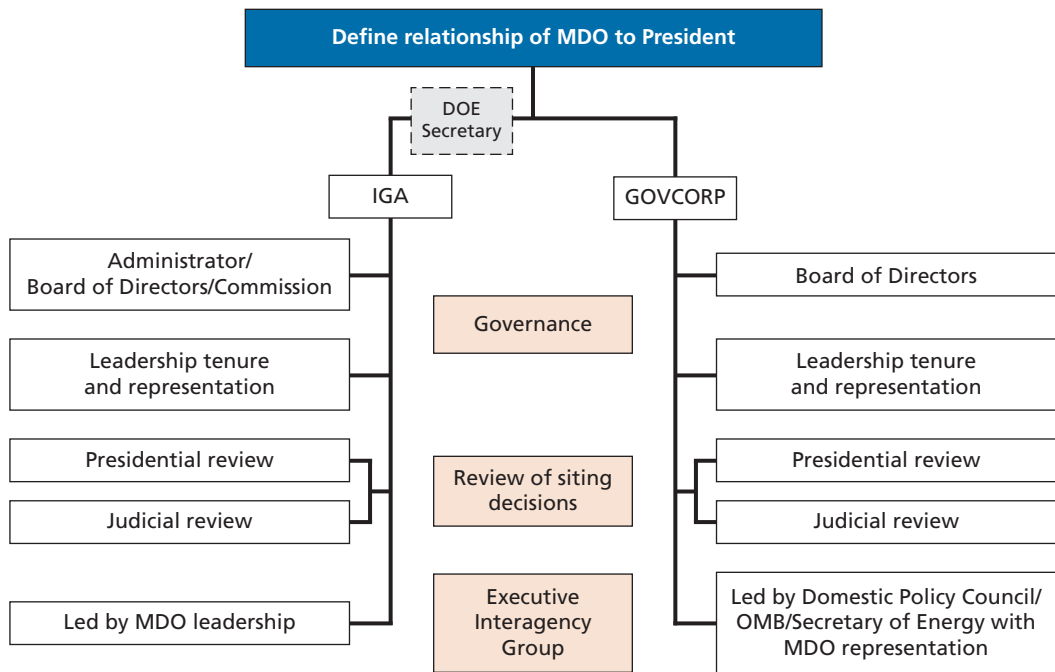 Define relationship of MDO to President
DOE
Secretary
IGA
GOVCORP
Administrator/
Board of Directors/Commission
Board of Directors
Governance
Leadership tenure
and representation
Leadership tenure
and representation
Presidential review
Review of siting
decisions
Presidential review
Judicial review
Judicial review
Led by MDO leadership
Executive
Interagency
Group
Led by Domestic Policy Council/
OMB/Secretary of Energy with
MDO representation